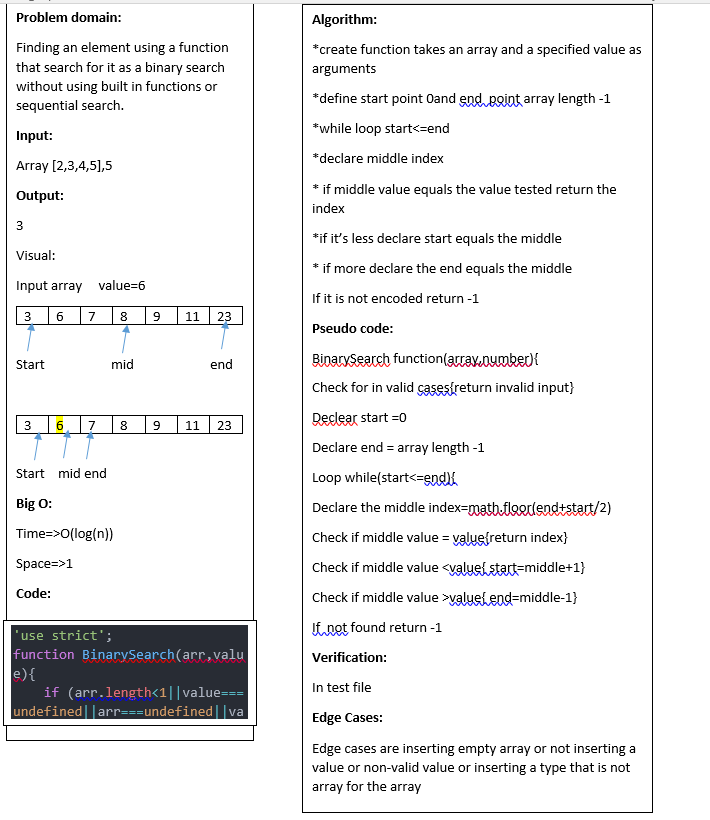 Problem domain:
Finding an element using a function
that search for it as a binary search
without using built in functions or
sequential search.
Input:
Array [2,3,4,5],5
Output:
3
Visual:
Input array value=6
3 6 7 8 9 11 23
Start mid end
3 6 7 8 9 11 23
Start mid end
Big O:
Time=>O(log(n))
Space=>1
Code:
'use strict';
function BinarySearch(arr,valu
e){
if (arr.length<1||value===
undefined||arr===undefined||va
Algorithm:
*create function takes an array and a specified value as
arguments
*define start point 0and end point array length -1
*while loop start<=end
*declare middle index
* if middle value equals the value tested return the
index
*if it's less declare start equals the middle
* if more declare the end equals the middle
If it is not encoded return -1
Pseudo code:
BinarySearch function(array,number){
Check for in valid cases{return invalid input}
Declear start =0
Declare end = array length -1
Loop while(start<=end){
Declare the middle index=math.floor(end+start/2)
Check if middle value = value{return index}
Check if middle value <value{ start=middle+1}
Check if middle value >value{ end=middle-1}
If not found return -1
Verification:
In test file
Edge Cases:
Edge cases are inserting empty array or not inserting a
value or non-valid value or inserting a type that is not
array for the array